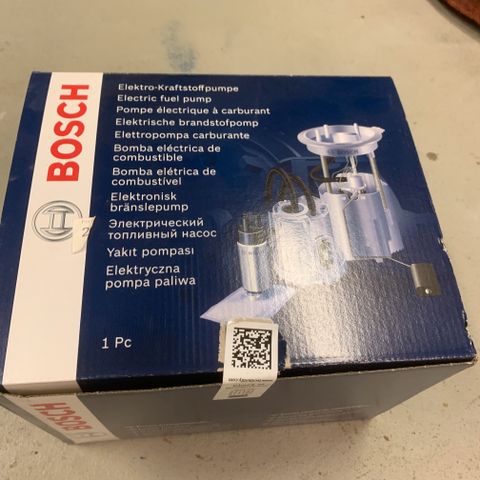 BOSCH
Elektro-Kraftstoffpumpe
Electric fuel pump
Pompe électrique à carburant
Elektrische brandstofpomp
Elettropompa carburante
Bomba eléctrica de
combustible
Bomba elétrica de
combustível
Elektronisk
bränslepump
Электрический
топливный насос
Yakıt pompası
Elektryczna
pompa paliwa
1 Pc
2
BOSCH